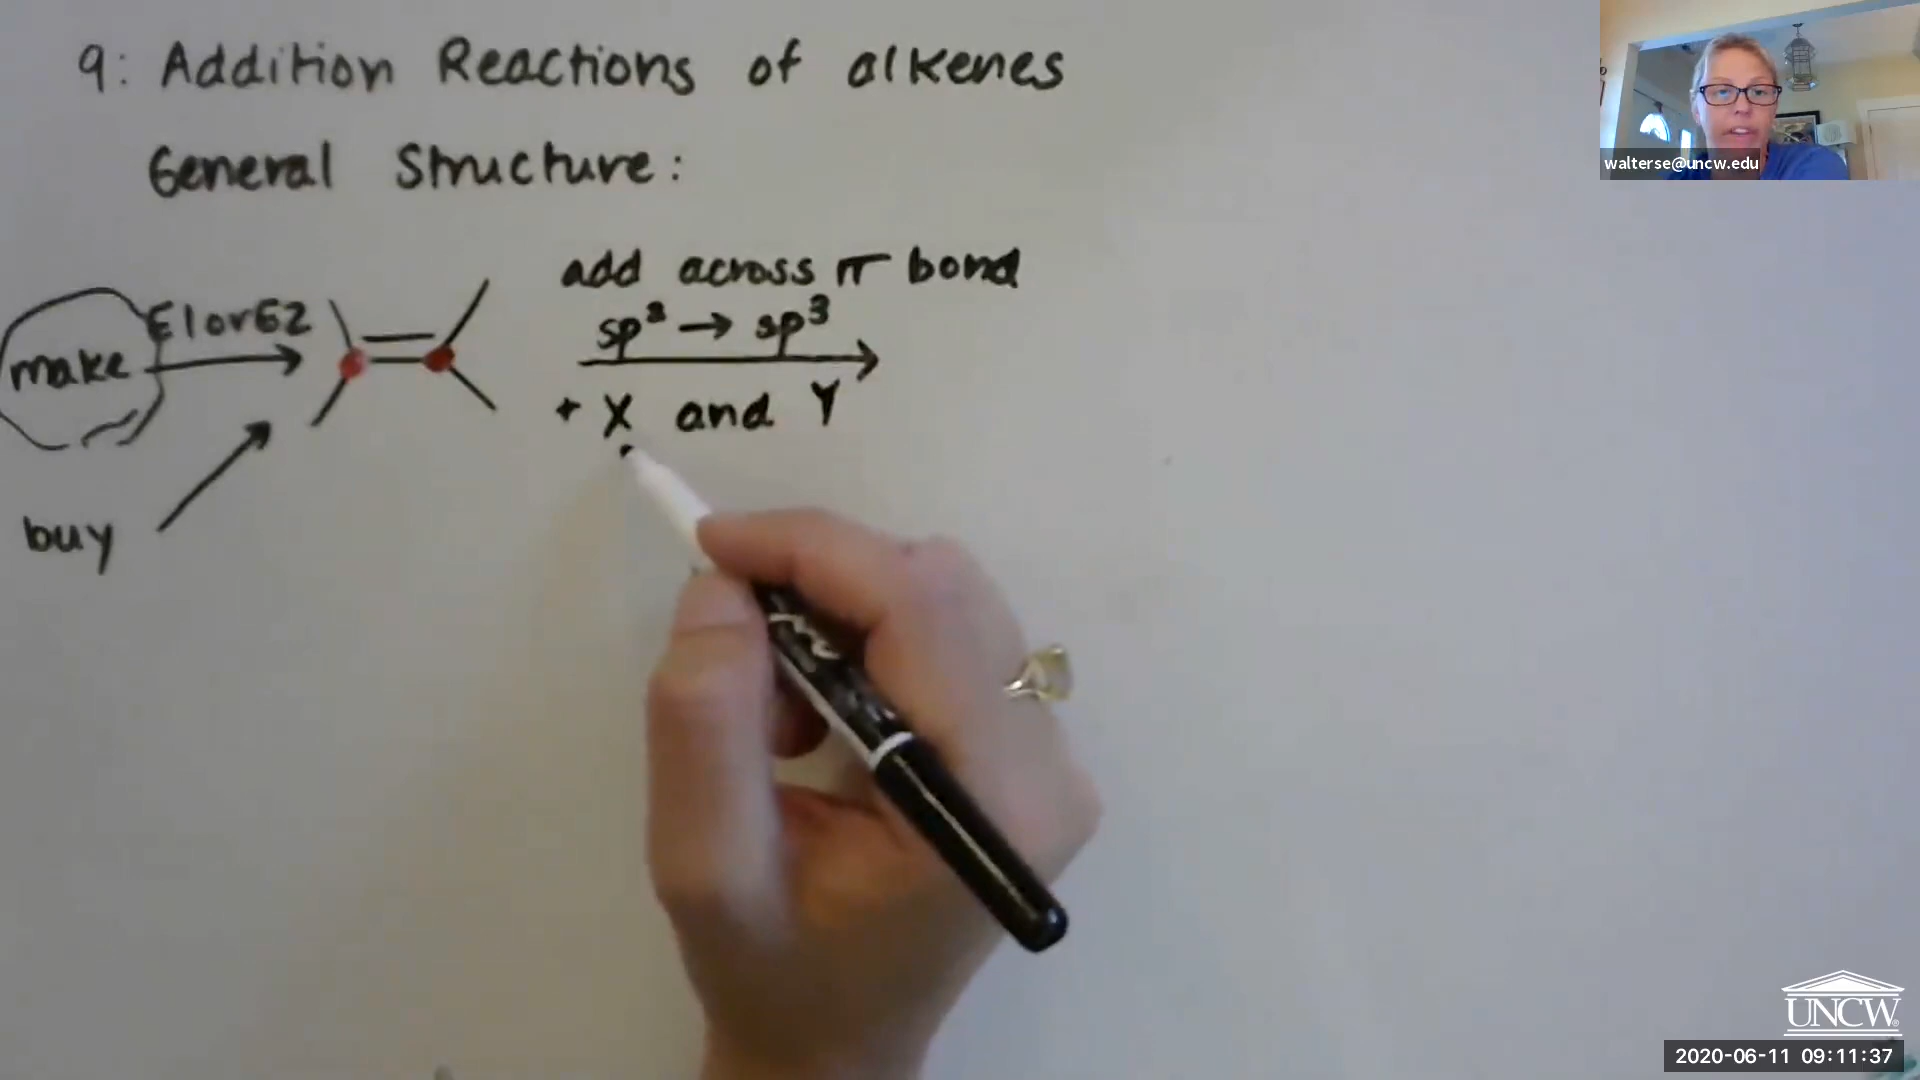 9: Addition Reactions of alkenes
General Structure:
add across π bond
E1 or E2
sp² → sp³
make
+ X and Y
buy
walterse@uncw.edu
UNCW
2020-06-11 09:11:37